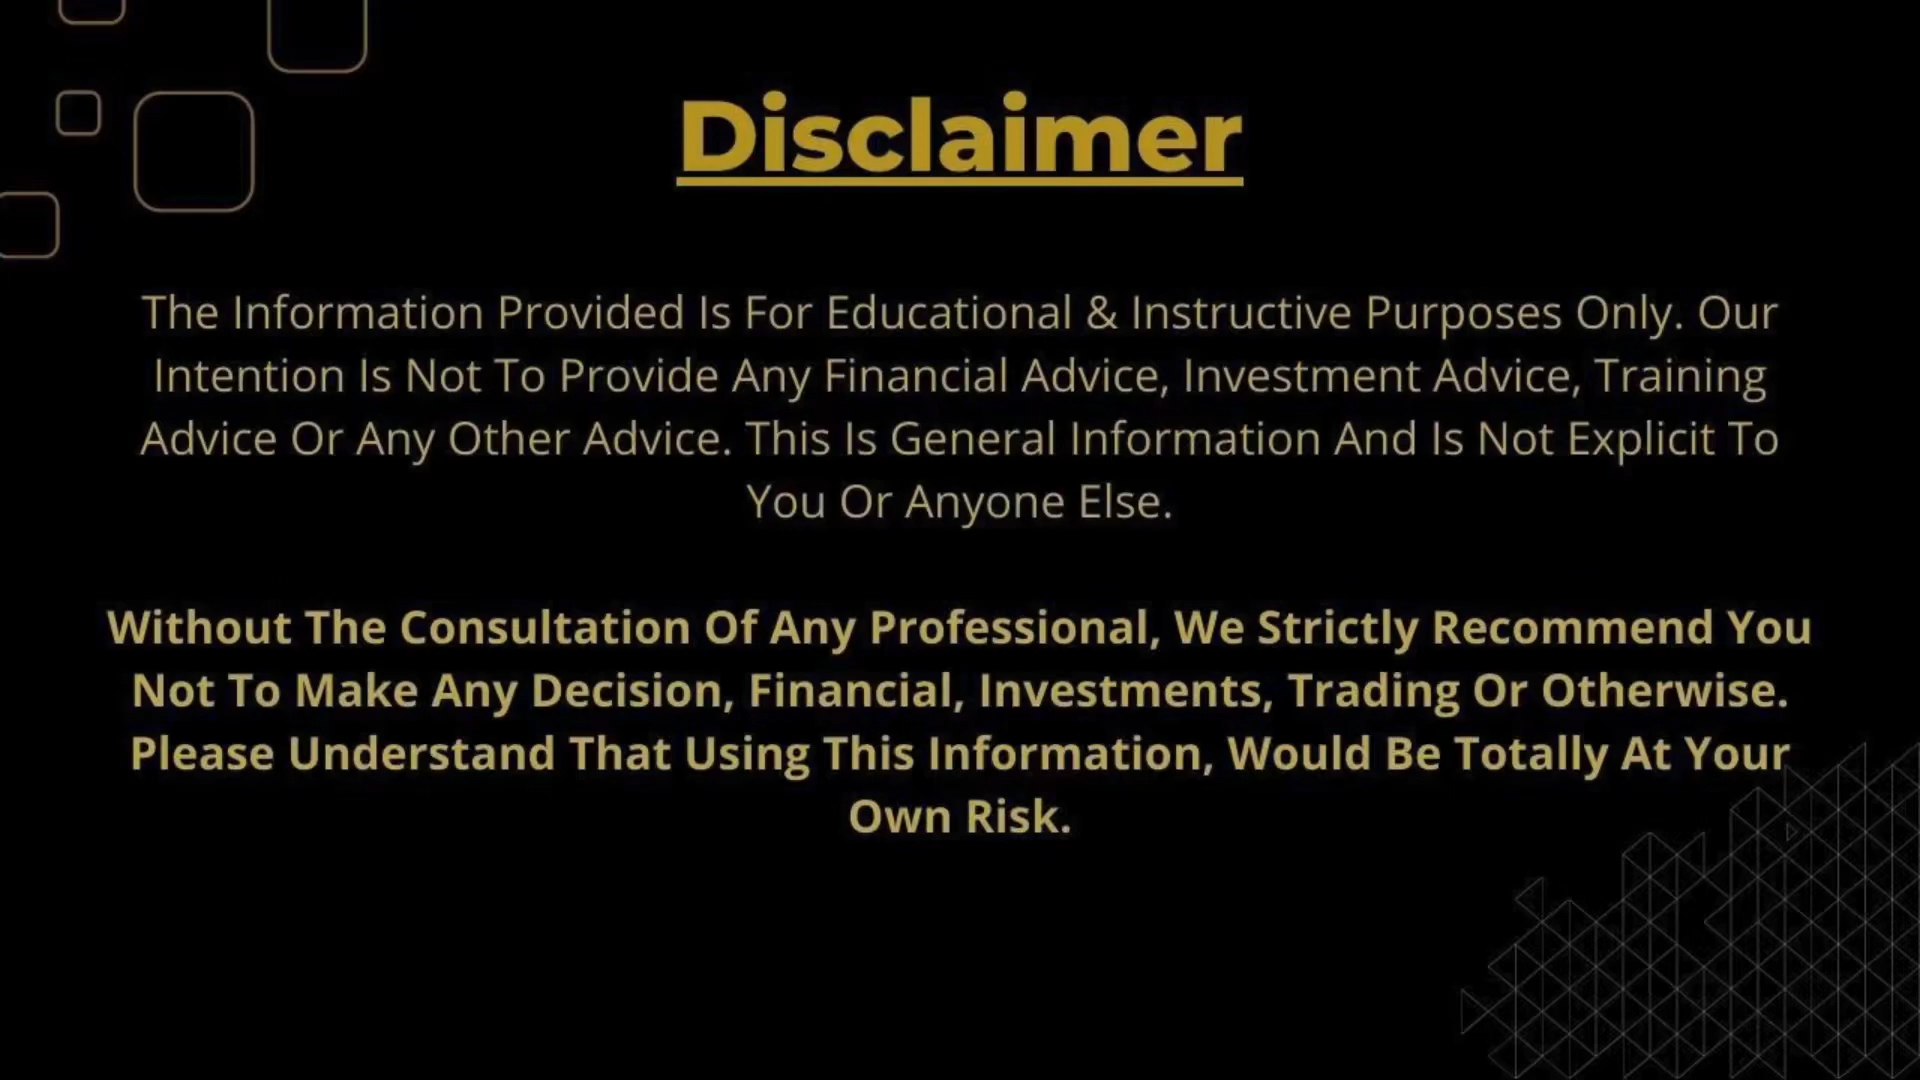 Disclaimer
The Information Provided Is For Educational & Instructive Purposes Only. Our
Intention Is Not To Provide Any Financial Advice, Investment Advice, Training
Advice Or Any Other Advice. This Is General Information And Is Not Explicit To
You Or Anyone Else.
Without The Consultation Of Any Professional, We Strictly Recommend You
Not To Make Any Decision, Financial, Investments, Trading Or Otherwise.
Please Understand That Using This Information, Would Be Totally At Your
Own Risk.